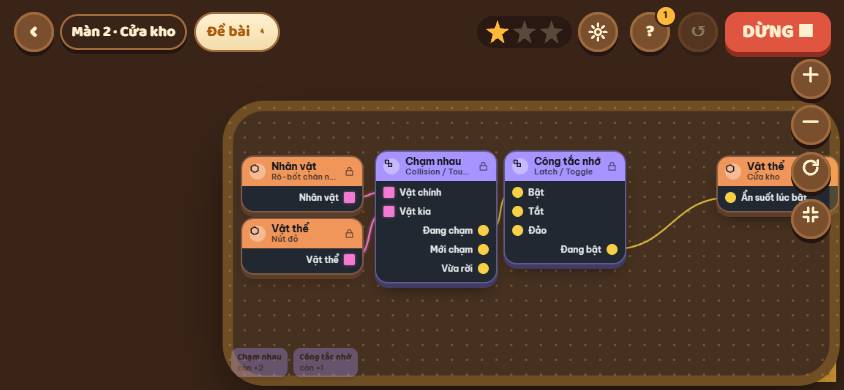 Màn 2 · Cửa kho
Đề bài
1
?
DỪNG
Nhân vật
Rô-bốt chăn n...
Nhân vật
Vật thể
Nút đỏ
Vật thể
Chạm nhau
Collision / Tou...
Vật chính
Vật kia
Đang chạm
Mới chạm
Vừa rời
Công tắc nhớ
Latch / Toggle
Bật
Tắt
Đảo
Đang bật
Vật thể
Cửa kho
Ẩn suốt lúc bật
Chạm nhau
còn ×2
Công tắc nhớ
còn ×1